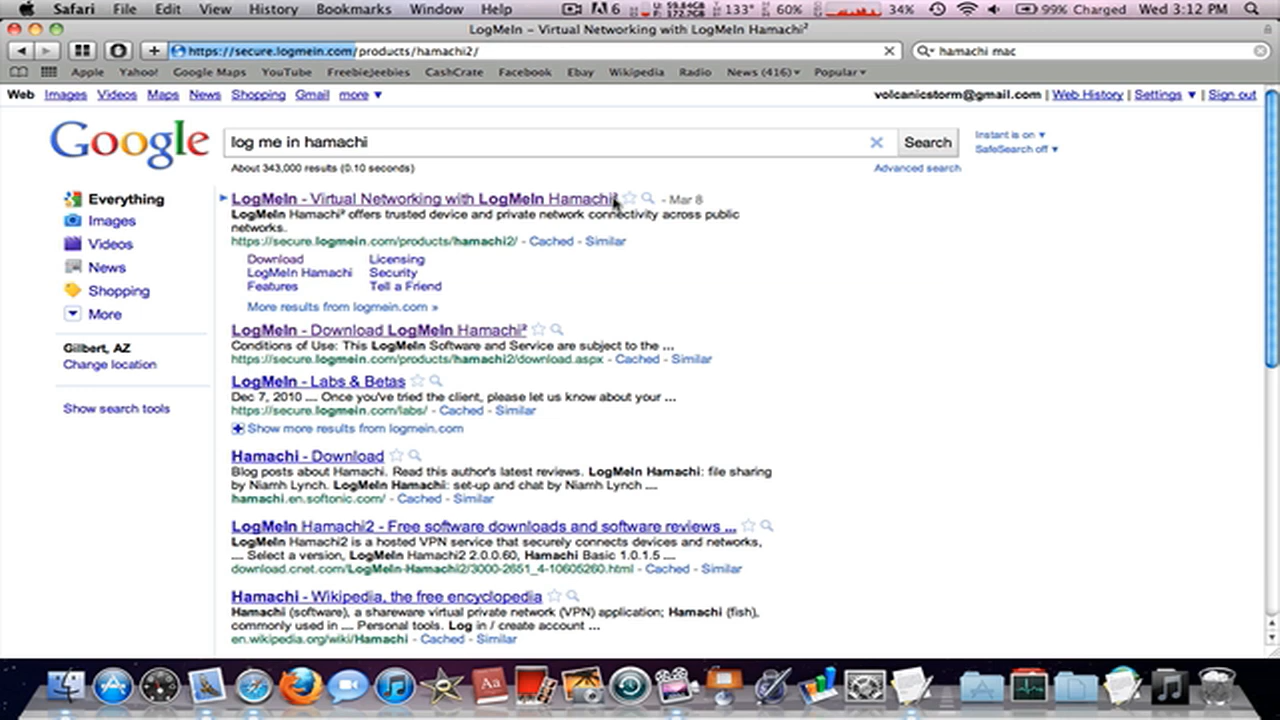 Safari File Edit View History Bookmarks Window Help 6 133° 60% 34% 99% Charged Wed 3:12 PM
LogMeIn – Virtual Networking with LogMeIn Hamachi²
https://secure.logmein.com/products/hamachi2/ hamachi mac
Apple Yahoo! Google Maps YouTube FreebieJeebies CashCrate Facebook Ebay Wikipedia Radio News (416) Popular
Web Images Videos Maps News Shopping Gmail more volcanicstorm@gmail.com | Web History | Settings | Sign out
Google log me in hamachi Search Instant is on
SafeSearch off
About 343,000 results (0.10 seconds) Advanced search
Everything
Images
Videos
News
Shopping
More
Gilbert, AZ
Change location
Show search tools
LogMeIn - Virtual Networking with LogMeIn Hamachi² - Mar 8
LogMeIn Hamachi² offers trusted device and private network connectivity across public
networks.
https://secure.logmein.com/products/hamachi2/ - Cached - Similar
Download Licensing
LogMeIn Hamachi Security
Features Tell a Friend
More results from logmein.com »
LogMeIn - Download LogMeIn Hamachi²
Conditions of Use: This LogMeIn Software and Service are subject to the ...
https://secure.logmein.com/products/hamachi2/download.aspx - Cached - Similar
LogMeIn - Labs & Betas
Dec 7, 2010 ... Once you've tried the client, please let us know about your ...
https://secure.logmein.com/labs/ - Cached - Similar
Show more results from logmein.com
Hamachi - Download
Blog posts about Hamachi. Read this author's latest reviews. LogMeIn Hamachi: file sharing
by Niamh Lynch. LogMeIn Hamachi: set-up and chat by Niamh Lynch ...
hamachi.en.softonic.com/ - Cached - Similar
LogMeIn Hamachi2 - Free software downloads and software reviews ...
LogMeIn Hamachi2 is a hosted VPN service that securely connects devices and networks,
... Select a version, LogMeIn Hamachi2 2.0.0.60, Hamachi Basic 1.0.1.5 ...
download.cnet.com/LogMeIn-Hamachi2/3000-2651_4-10605260.html - Cached - Similar
Hamachi - Wikipedia, the free encyclopedia
Hamachi (software), a shareware virtual private network (VPN) application; Hamachi (fish),
commonly used in ... Personal tools. Log in / create account ...
en.wikipedia.org/wiki/Hamachi - Cached - Similar
Aa